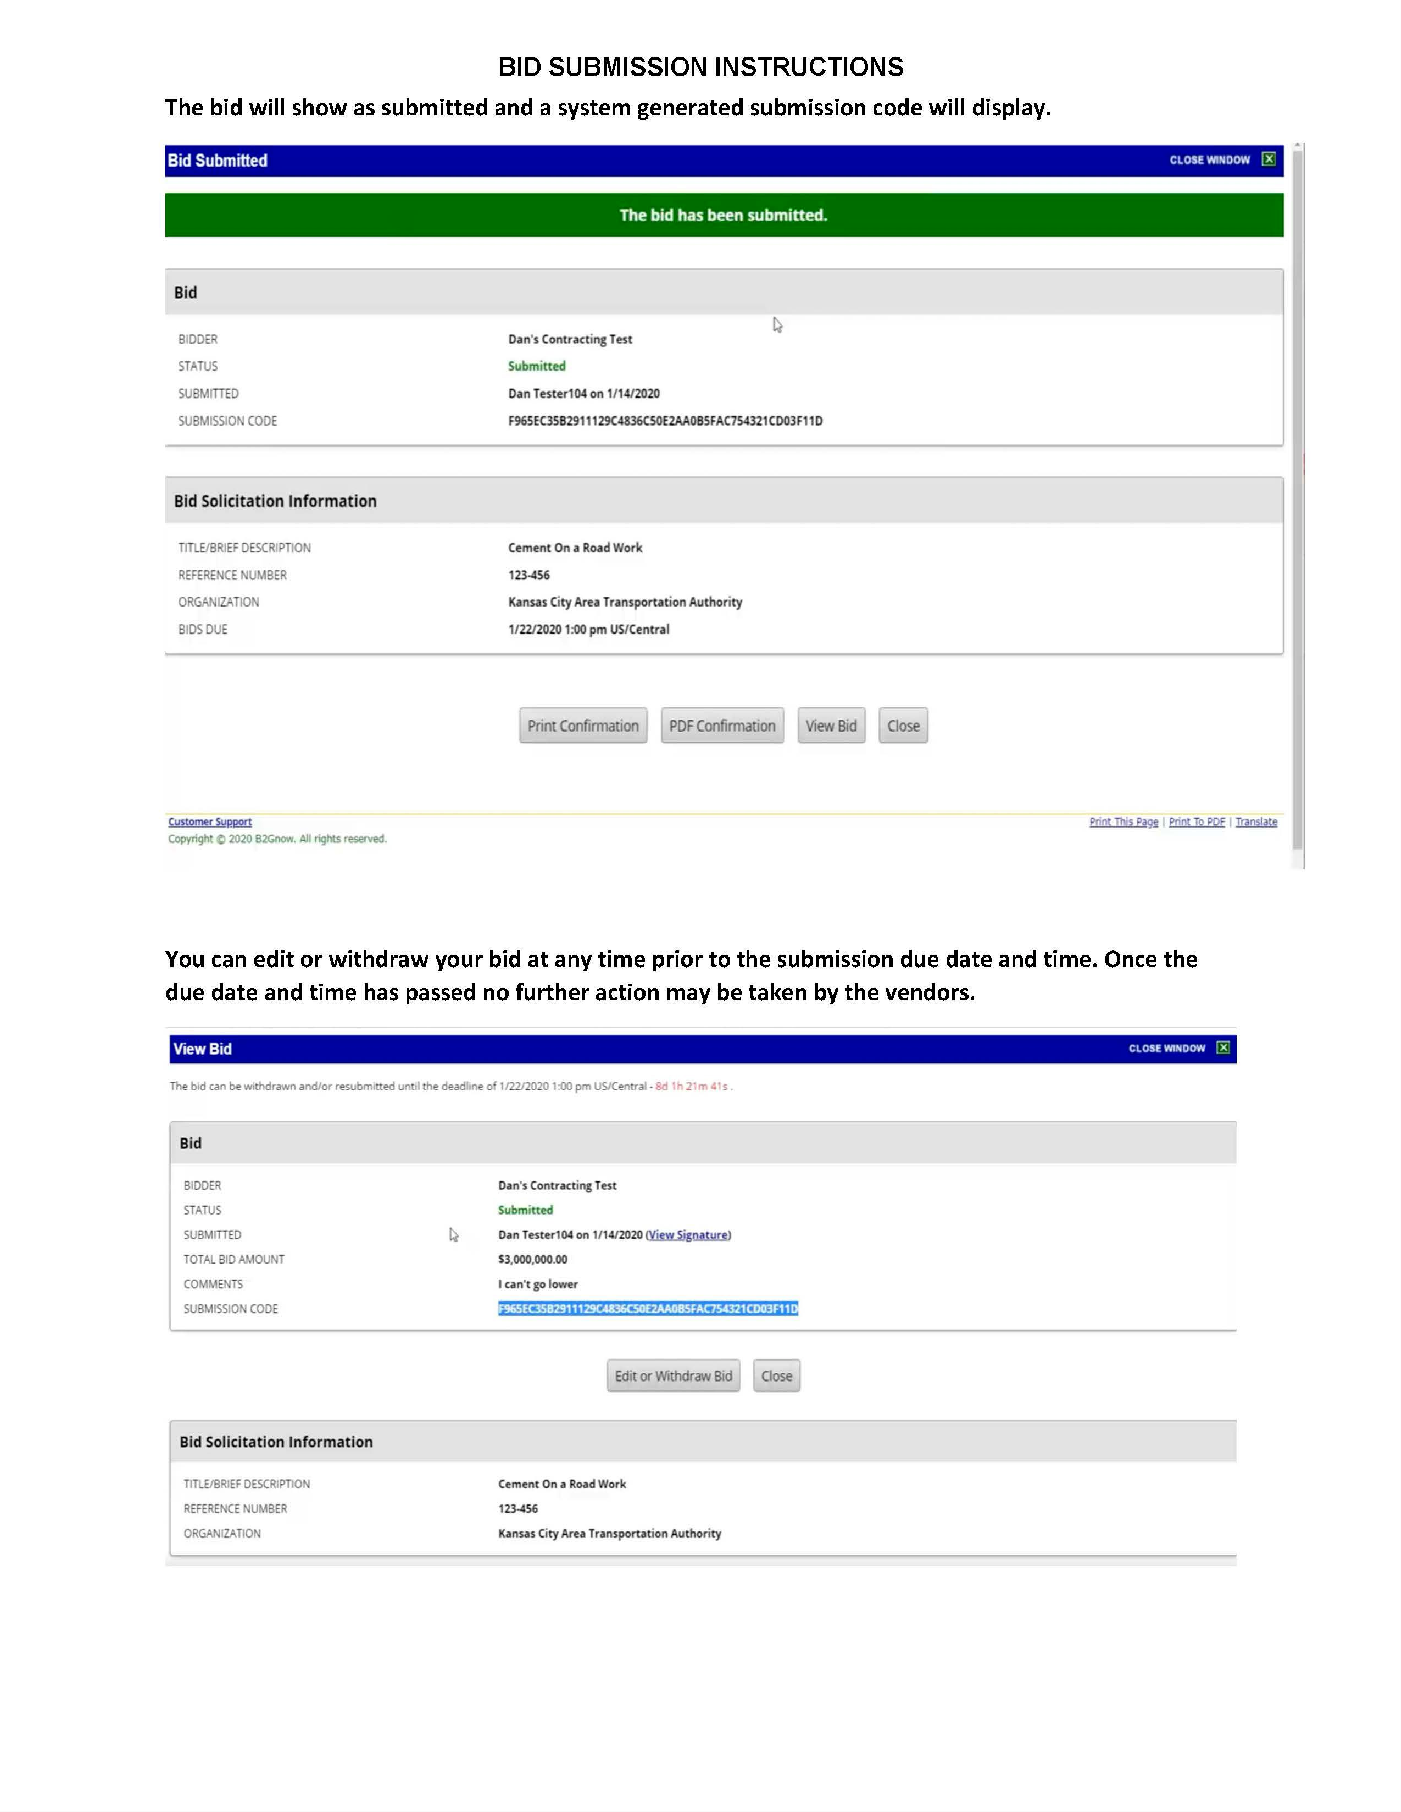 BID SUBMISSION INSTRUCTIONS
The bid will show as submitted and a system generated submission code will display.
Bid Submitted CLOSE WINDOW X
The bid has been submitted.
Bid
BIDDER Dan's Contracting Test
STATUS Submitted
SUBMITTED Dan Tester104 on 1/14/2020
SUBMISSION CODE F965EC35B2911129C4836C50E2AA0B5FAC754321CD03F11D
Bid Solicitation Information
TITLE/BRIEF DESCRIPTION Cement On a Road Work
REFERENCE NUMBER 123-456
ORGANIZATION Kansas City Area Transportation Authority
BIDS DUE 1/22/2020 1:00 pm US/Central
Print Confirmation PDF Confirmation View Bid Close
Customer Support Print This Page | Print To PDF | Translate
Copyright © 2020 B2Gnow. All rights reserved.
You can edit or withdraw your bid at any time prior to the submission due date and time. Once the
due date and time has passed no further action may be taken by the vendors.
View Bid CLOSE WINDOW X
The bid can be withdrawn and/or resubmitted until the deadline of 1/22/2020 1:00 pm US/Central - 8d 1h 21m 41s .
Bid
BIDDER Dan's Contracting Test
STATUS Submitted
SUBMITTED Dan Tester104 on 1/14/2020 (View Signature)
TOTAL BID AMOUNT $3,000,000.00
COMMENTS I can't go lower
SUBMISSION CODE F965EC35B2911129C4836C50E2AA0B5FAC754321CD03F11D
Edit or Withdraw Bid Close
Bid Solicitation Information
TITLE/BRIEF DESCRIPTION Cement On a Road Work
REFERENCE NUMBER 123-456
ORGANIZATION Kansas City Area Transportation Authority